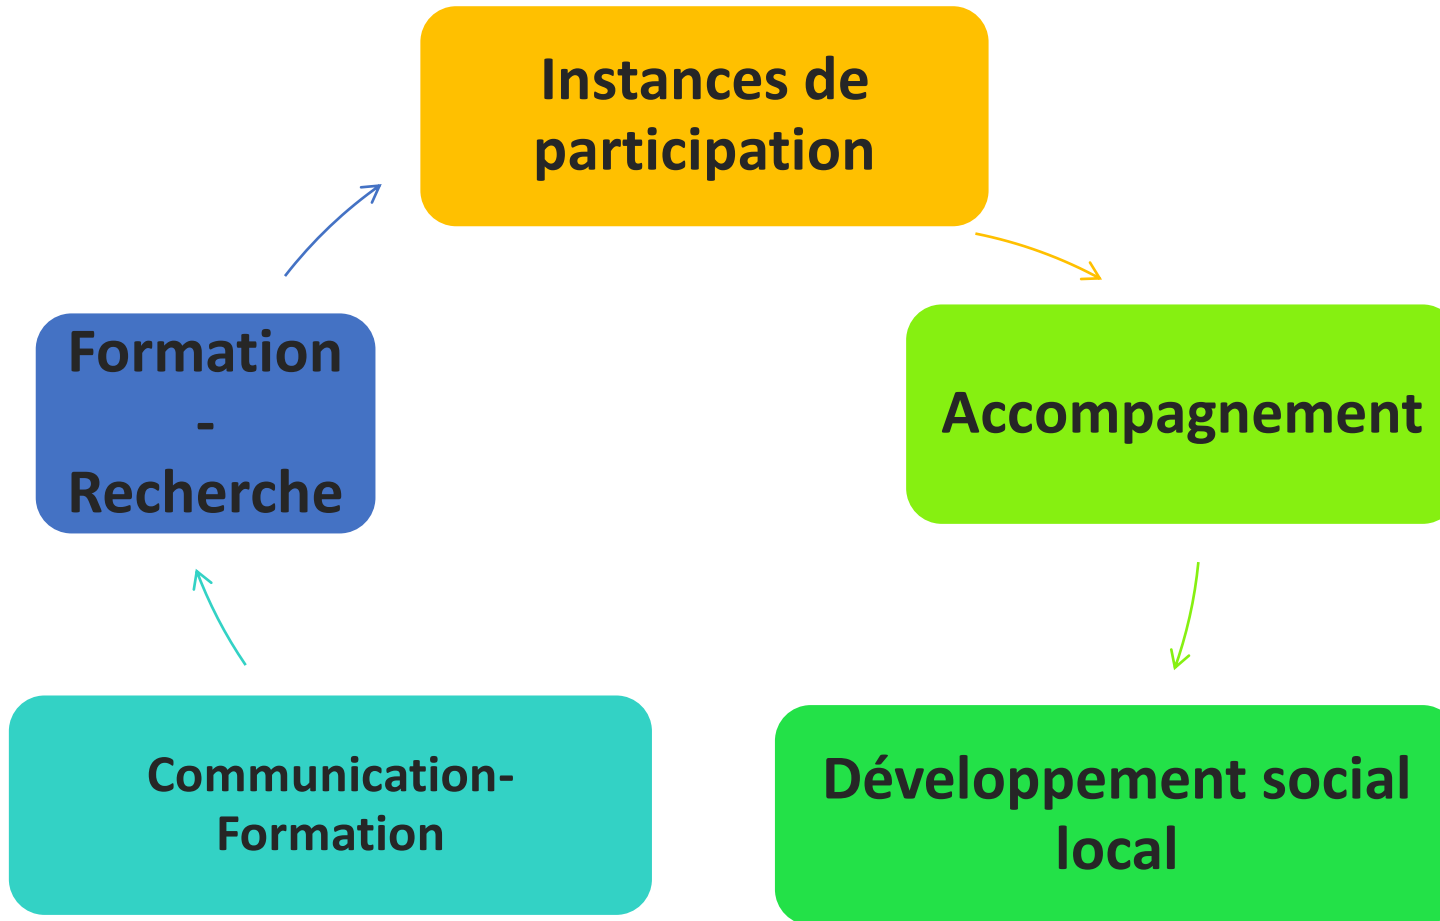 Instances de
participation
Formation
-
Recherche
Accompagnement
Communication-
Formation
Développement social
local